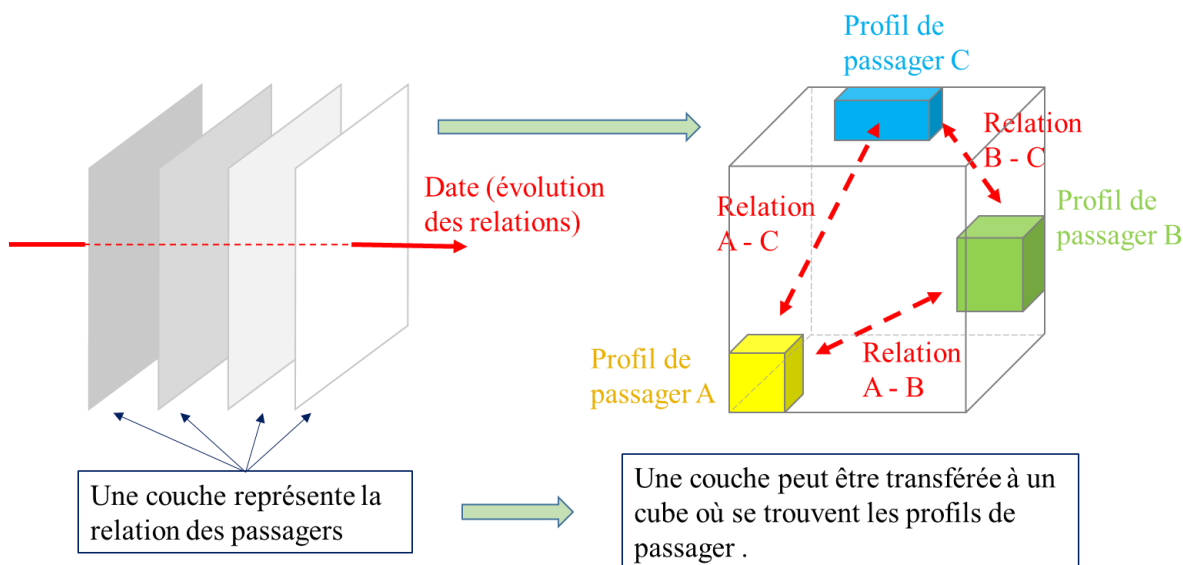 Profil de
passager C
Date (évolution
des relations)
Relation
B - C
Relation
A - C
Profil de
passager B
Profil de
passager A
Relation
A - B
Une couche représente la
relation des passagers
Une couche peut être transférée à un
cube où se trouvent les profils de
passager .